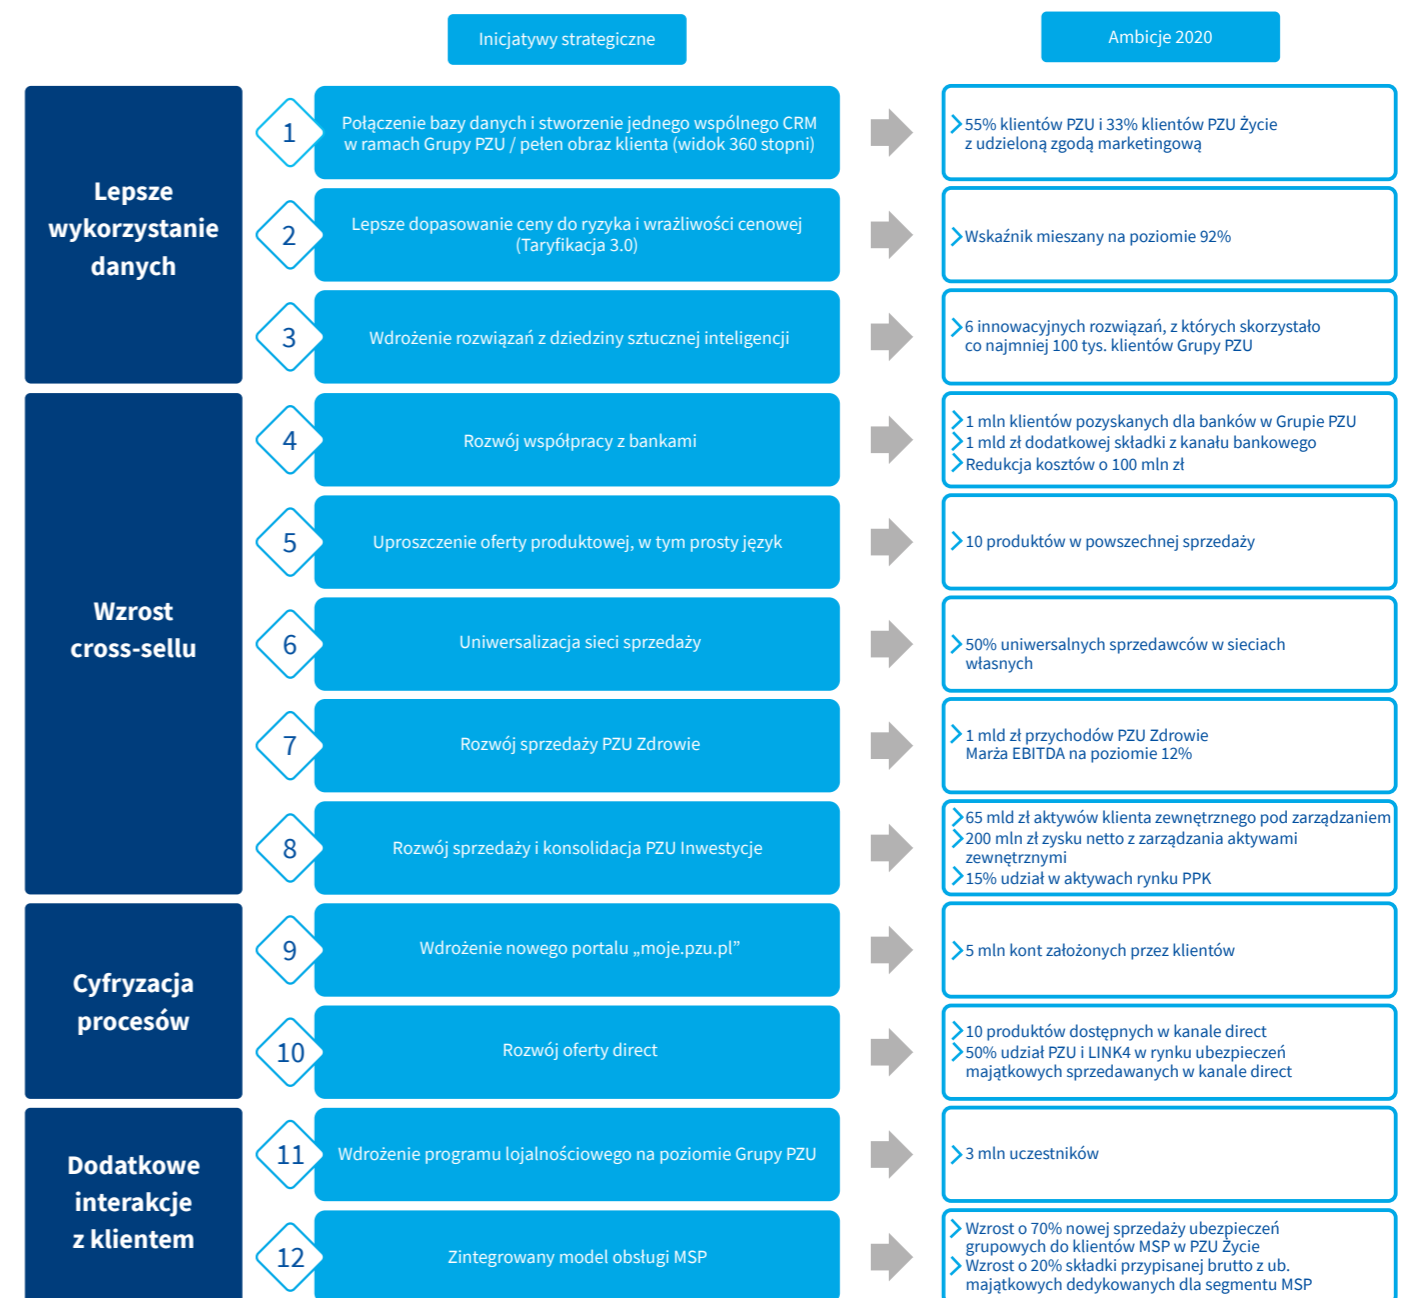 Inicjatywy strategiczne
Ambicje 2020
Lepsze
wykorzystanie
danych
1
Połączenie bazy danych i stworzenie jednego wspólnego CRM
w ramach Grupy PZU / pełen obraz klienta (widok 360 stopni)
55% klientów PZU i 33% klientów PZU Życie
z udzieloną zgodą marketingową
2
Lepsze dopasowanie ceny do ryzyka i wrażliwości cenowej
(Taryfikacja 3.0)
Wskaźnik mieszany na poziomie 92%
3
Wdrożenie rozwiązań z dziedziny sztucznej inteligencji
6 innowacyjnych rozwiązań, z których skorzystało
co najmniej 100 tys. klientów Grupy PZU
Wzrost
cross-sellu
4
Rozwój współpracy z bankami
1 mln klientów pozyskanych dla banków w Grupie PZU
1 mld zł dodatkowej składki z kanału bankowego
Redukcja kosztów o 100 mln zł
5
Uproszczenie oferty produktowej, w tym prosty język
10 produktów w powszechnej sprzedaży
6
Uniwersalizacja sieci sprzedaży
50% uniwersalnych sprzedawców w sieciach
własnych
7
Rozwój sprzedaży PZU Zdrowie
1 mld zł przychodów PZU Zdrowie
Marża EBITDA na poziomie 12%
8
Rozwój sprzedaży i konsolidacja PZU Inwestycje
65 mld zł aktywów klienta zewnętrznego pod zarządzaniem
200 mln zł zysku netto z zarządzania aktywami
zewnętrznymi
15% udział w aktywach rynku PPK
Cyfryzacja
procesów
9
Wdrożenie nowego portalu „moje.pzu.pl”
5 mln kont założonych przez klientów
10
Rozwój oferty direct
10 produktów dostępnych w kanale direct
50% udział PZU i LINK4 w rynku ubezpieczeń
majątkowych sprzedawanych w kanale direct
Dodatkowe
interakcje
z klientem
11
Wdrożenie programu lojalnościowego na poziomie Grupy PZU
3 mln uczestników
12
Zintegrowany model obsługi MSP
Wzrost o 70% nowej sprzedaży ubezpieczeń
grupowych do klientów MSP w PZU Życie
Wzrost o 20% składki przypisanej brutto z ub.
majątkowych dedykowanych dla segmentu MSP